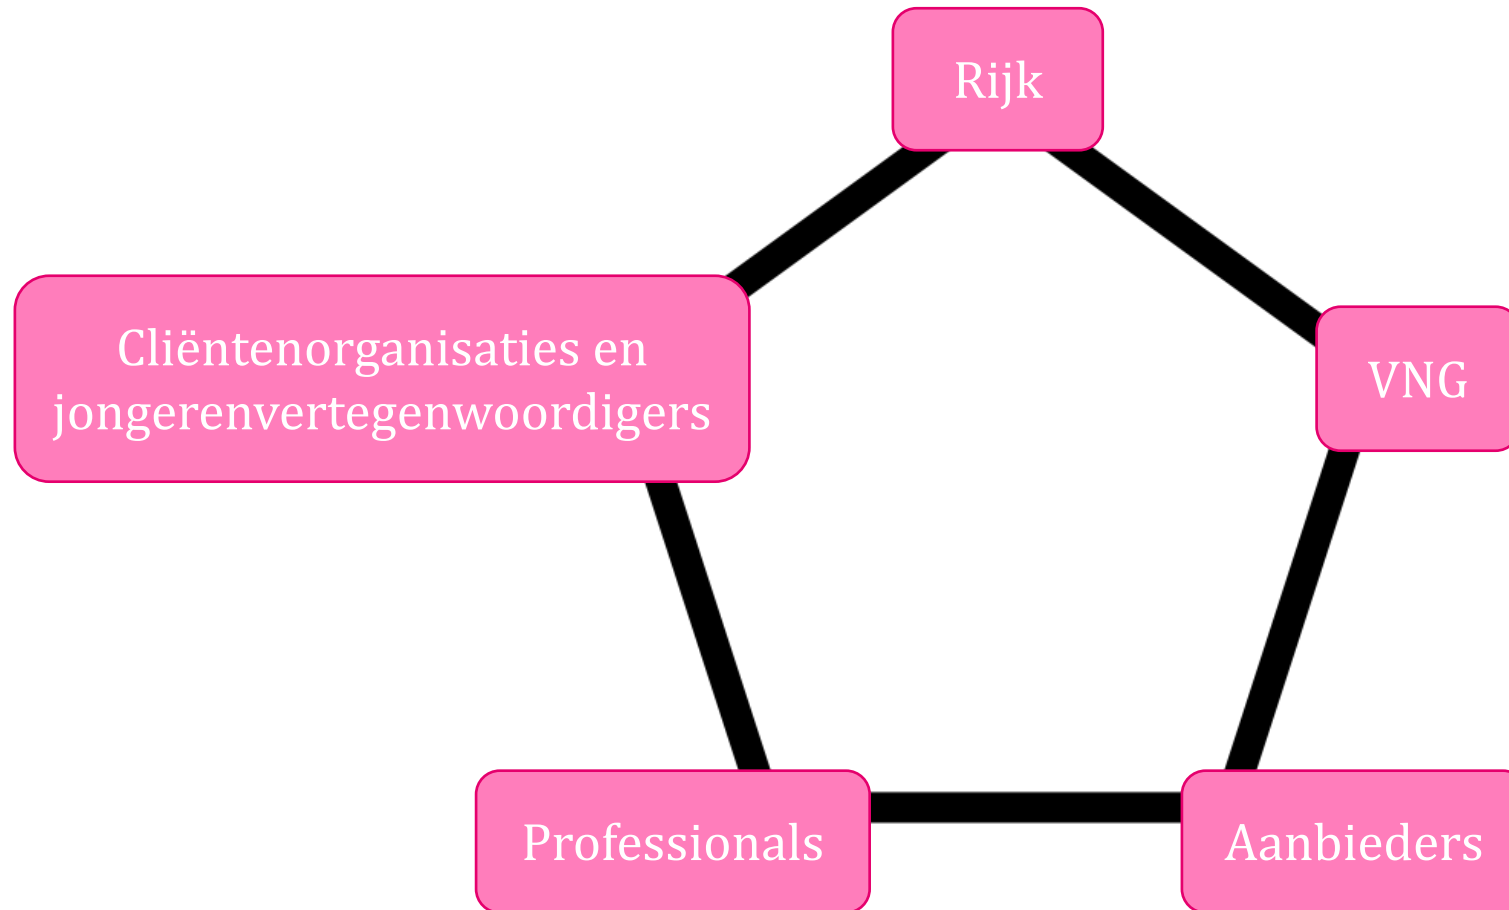 Rijk
Cliëntenorganisaties en
jongerenvertegenwoordigers
VNG
Professionals
Aanbieders